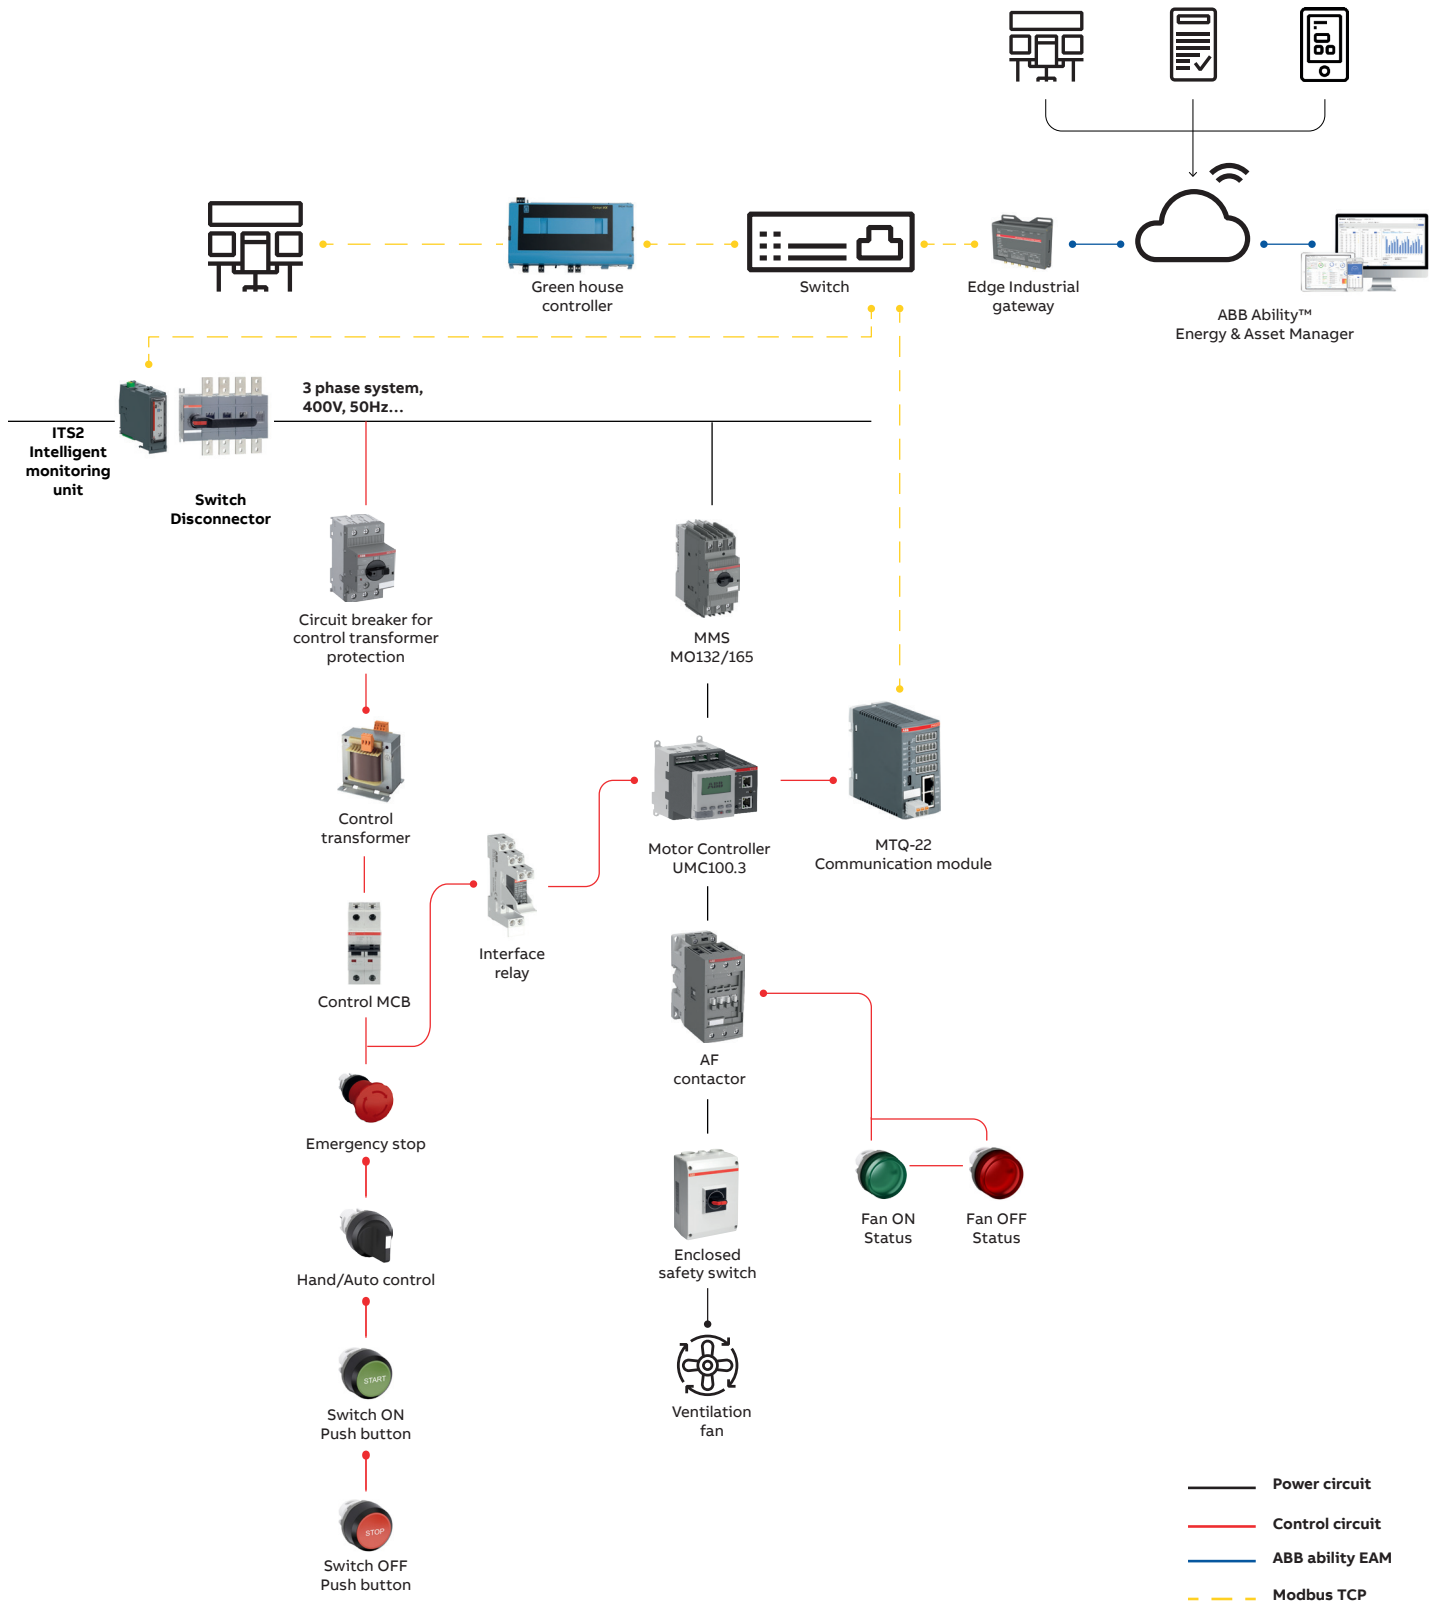 Green house
controller
Switch
Edge Industrial
gateway
ABB Ability™
Energy & Asset Manager
3 phase system,
400V, 50Hz...
ITS2
Intelligent
monitoring
unit
Switch
Disconnector
Circuit breaker for
control transformer
protection
MMS
MO132/165
Control
transformer
ABB
Motor Controller
UMC100.3
MTQ-22
Communication module
Interface
relay
Control MCB
AF
contactor
Emergency stop
Fan ON
Status
Fan OFF
Status
Hand/Auto control
Enclosed
safety switch
START
Switch ON
Push button
Ventilation
fan
STOP
Switch OFF
Push button
Power circuit
Control circuit
ABB ability EAM
Modbus TCP